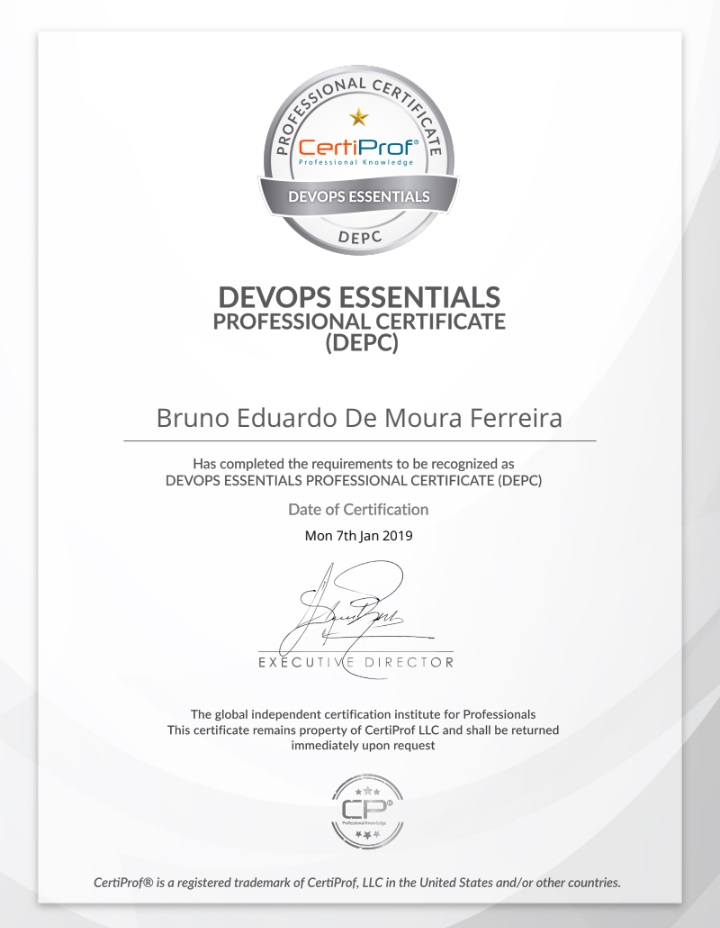 PROFESSIONAL CERTIFICATE
CertiProf®
Professional Knowledge
DEVOPS ESSENTIALS
DEPC
DEVOPS ESSENTIALS
PROFESSIONAL CERTIFICATE
(DEPC)
Bruno Eduardo De Moura Ferreira
Has completed the requirements to be recognized as
DEVOPS ESSENTIALS PROFESSIONAL CERTIFICATE (DEPC)
Date of Certification
Mon 7th Jan 2019
EXECUTIVE DIRECTOR
The global independent certification institute for Professionals
This certificate remains property of CertiProf LLC and shall be returned
immediately upon request
CP®
Professional Knowledge
CertiProf® is a registered trademark of CertiProf, LLC in the United States and/or other countries.